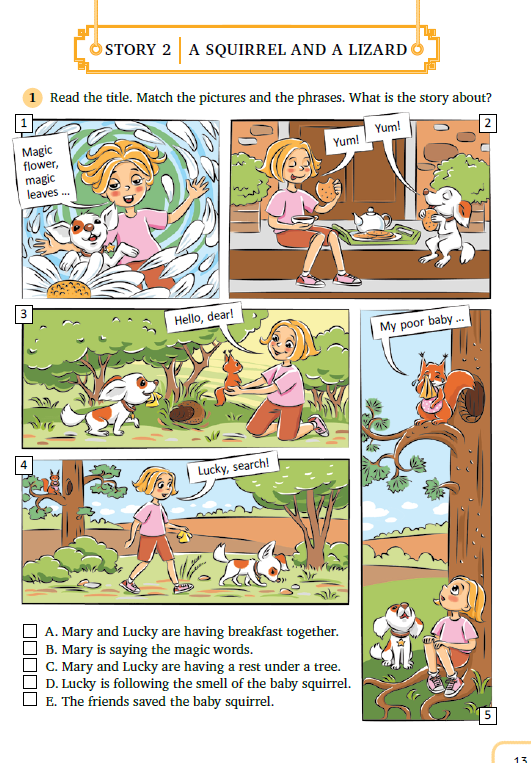 STORY 2 | A SQUIRREL AND A LIZARD
1 Read the title. Match the pictures and the phrases. What is the story about?
1
Magic
flower,
magic
leaves ...
2
Yum!
Yum!
3
Hello, dear!
4
Lucky, search!
My poor baby ...
5
A. Mary and Lucky are having breakfast together.
B. Mary is saying the magic words.
C. Mary and Lucky are having a rest under a tree.
D. Lucky is following the smell of the baby squirrel.
E. The friends saved the baby squirrel.
13